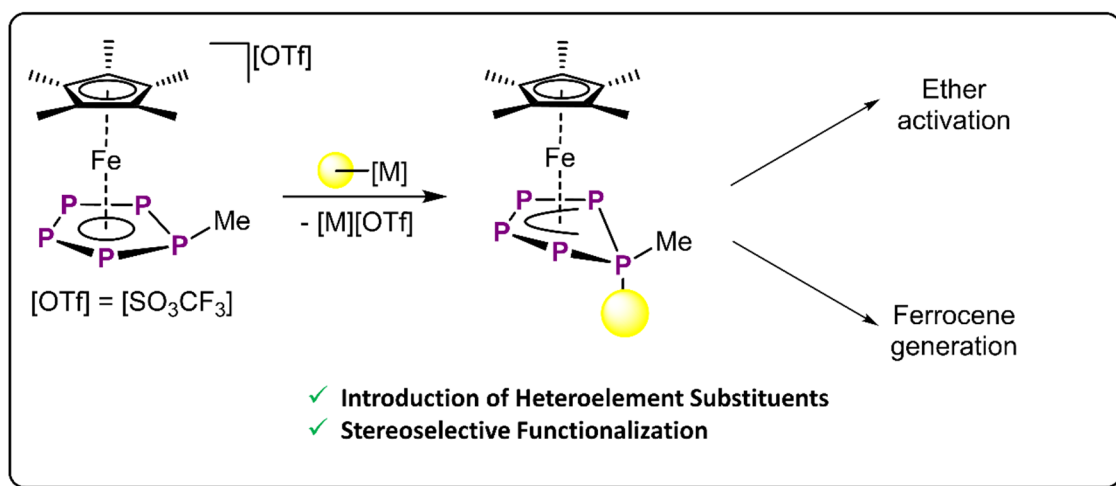 [OTf]
Fe
P
P
P
P
P
Me
[OTf] = [SO₃CF₃]
[M]
- [M][OTf]
Fe
P
P
P
P
P
Me
Ether
activation
Ferrocene
generation
✓ Introduction of Heteroelement Substituents
✓ Stereoselective Functionalization